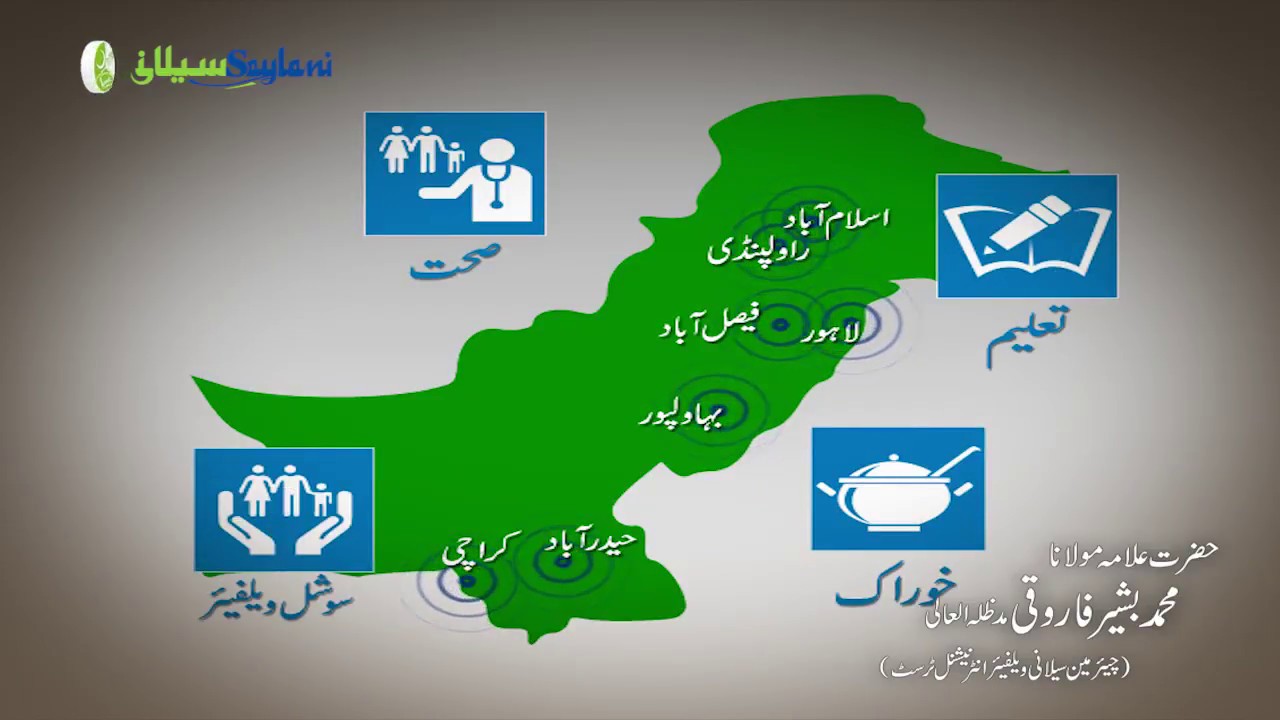 سیلانی Saylani
صحت
تعلیم
اسلام آباد
راولپنڈی
فیصل آباد
لاہور
بہاولپور
حیدرآباد
کراچی
سوشل ویلفیئر
خوراک
حضرت علامہ مولانا
محمد بشیر فاروقی مدظلہ العالی
(چیئرمین سیلانی ویلفیئر انٹرنیشنل ٹرسٹ)